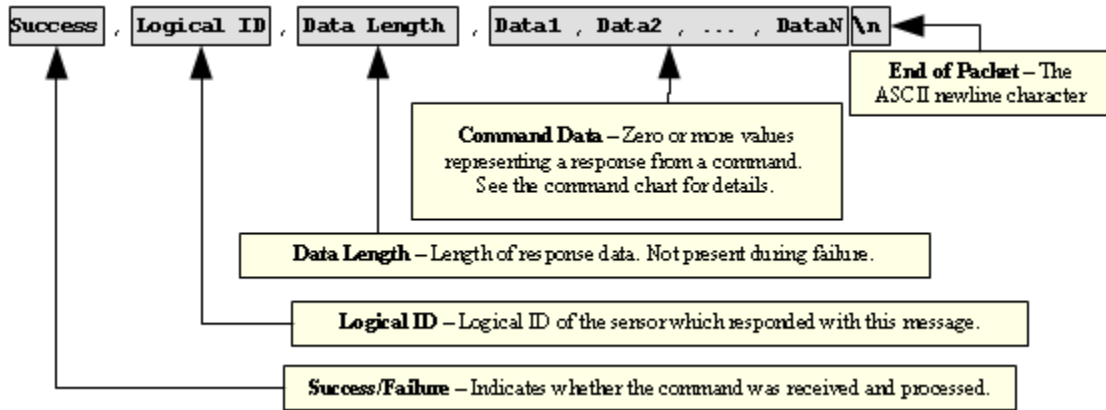 Success , Logical ID , Data Length , Data1 , Data2 , ... , DataN \n
End of Packet – The
ASCII newline character
Command Data – Zero or more values
representing a response from a command.
See the command chart for details.
Data Length – Length of response data. Not present during failure.
Logical ID – Logical ID of the sensor which responded with this message.
Success/Failure – Indicates whether the command was received and processed.